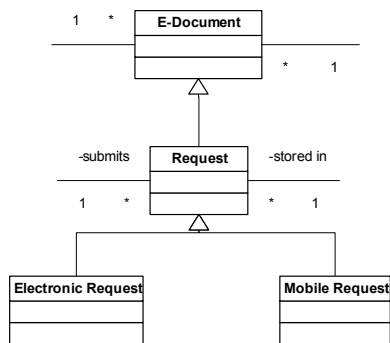 1 * E-Document
* 1
-submits Request -stored in
1 * * 1
Electronic Request Mobile Request